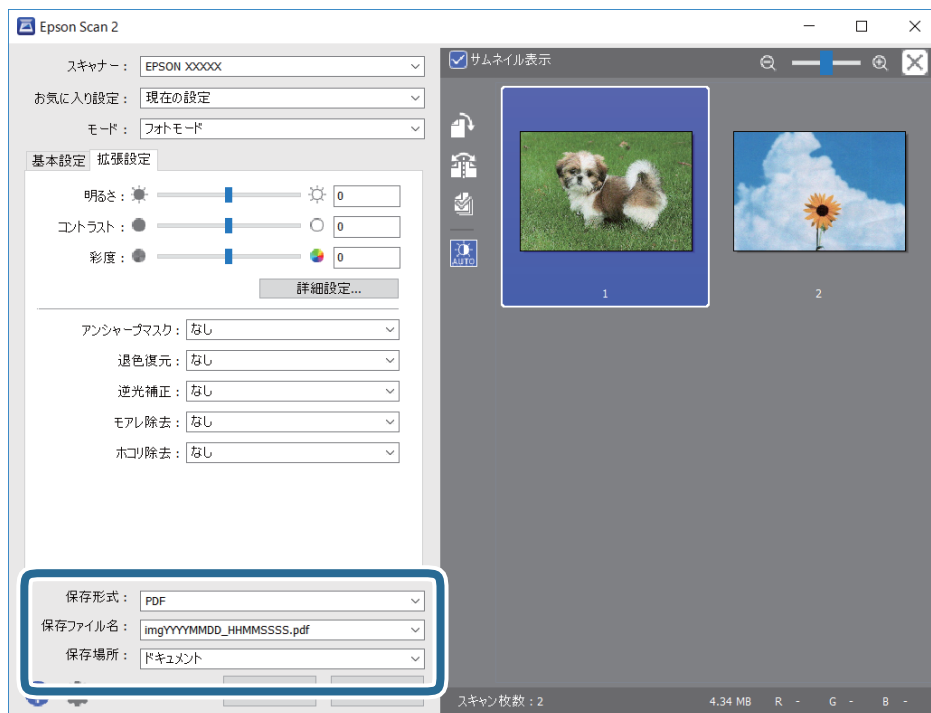 Epson Scan 2
スキャナー： EPSON XXXXX
お気に入り設定： 現在の設定
モード： フォトモード
基本設定 拡張設定
明るさ： 0
コントラスト： 0
彩度： 0
詳細設定...
アンシャープマスク： なし
退色復元： なし
逆光補正： なし
モアレ除去： なし
ホコリ除去： なし
保存形式： PDF
保存ファイル名： imgYYYYMMDD_HHMMSSSS.pdf
保存場所： ドキュメント
サムネイル表示
AUTO
1
2
スキャン枚数：2 4.34 MB R - G - B -